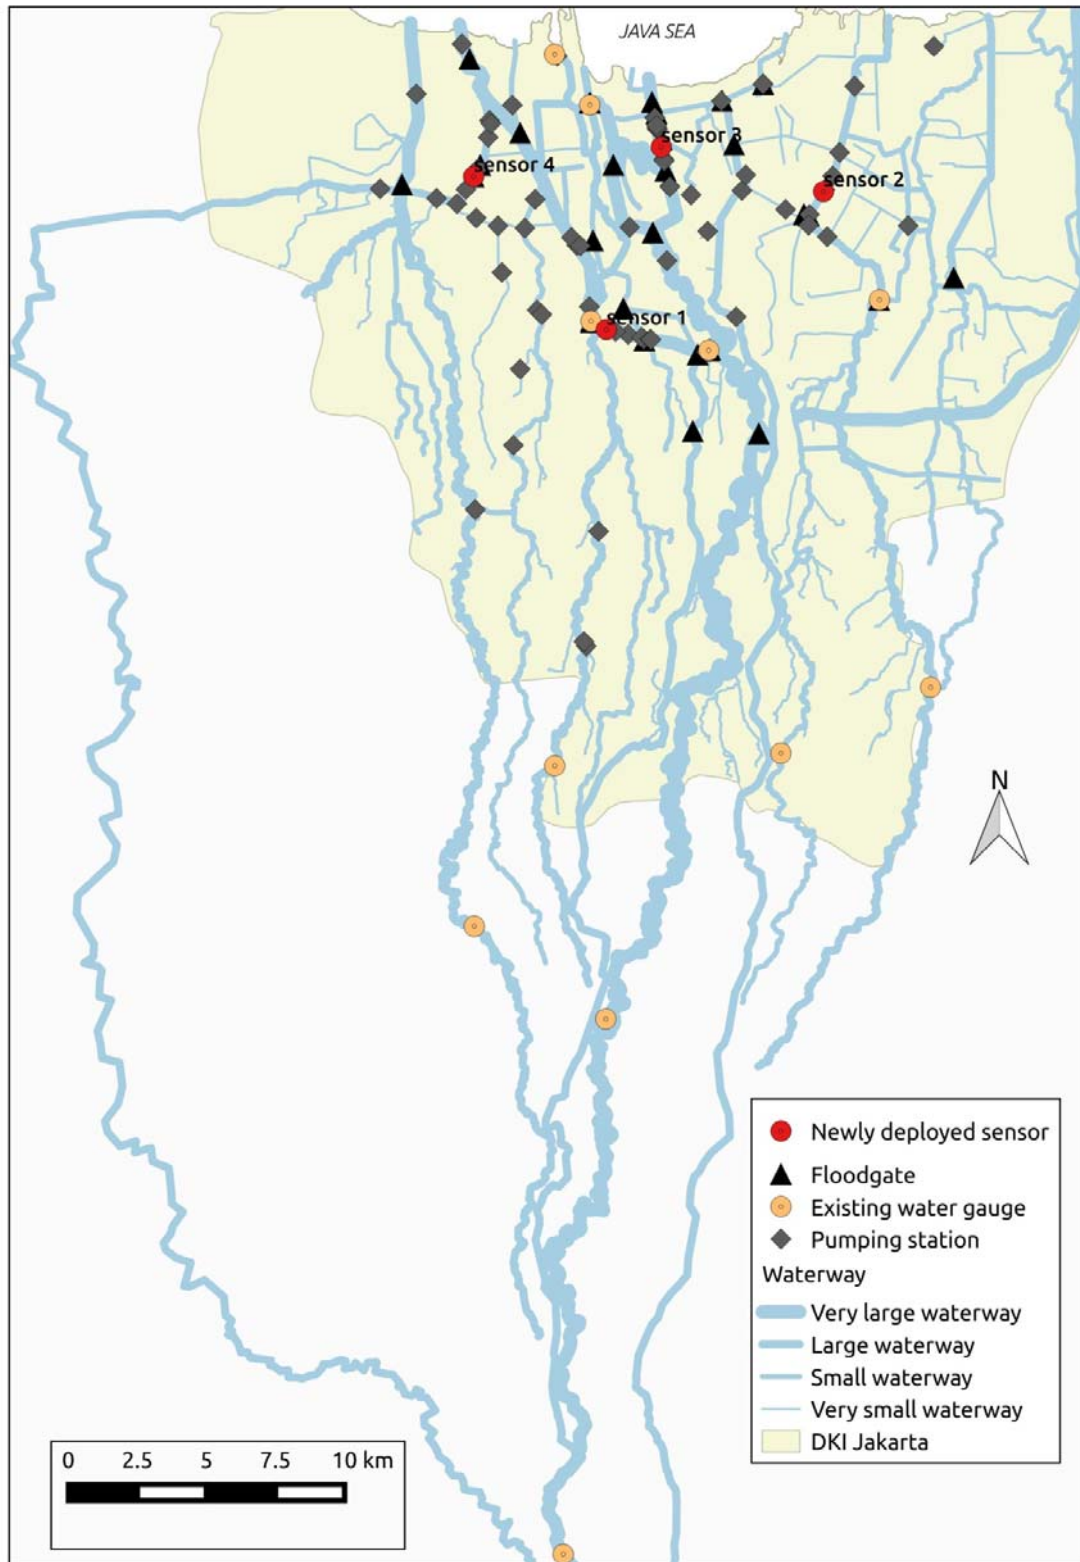 JAVA SEA
sensor 3
sensor 4
sensor 2
sensor 1
N
Newly deployed sensor
Floodgate
Existing water gauge
Pumping station
Waterway
Very large waterway
Large waterway
Small waterway
Very small waterway
DKI Jakarta
0 2.5 5 7.5 10 km